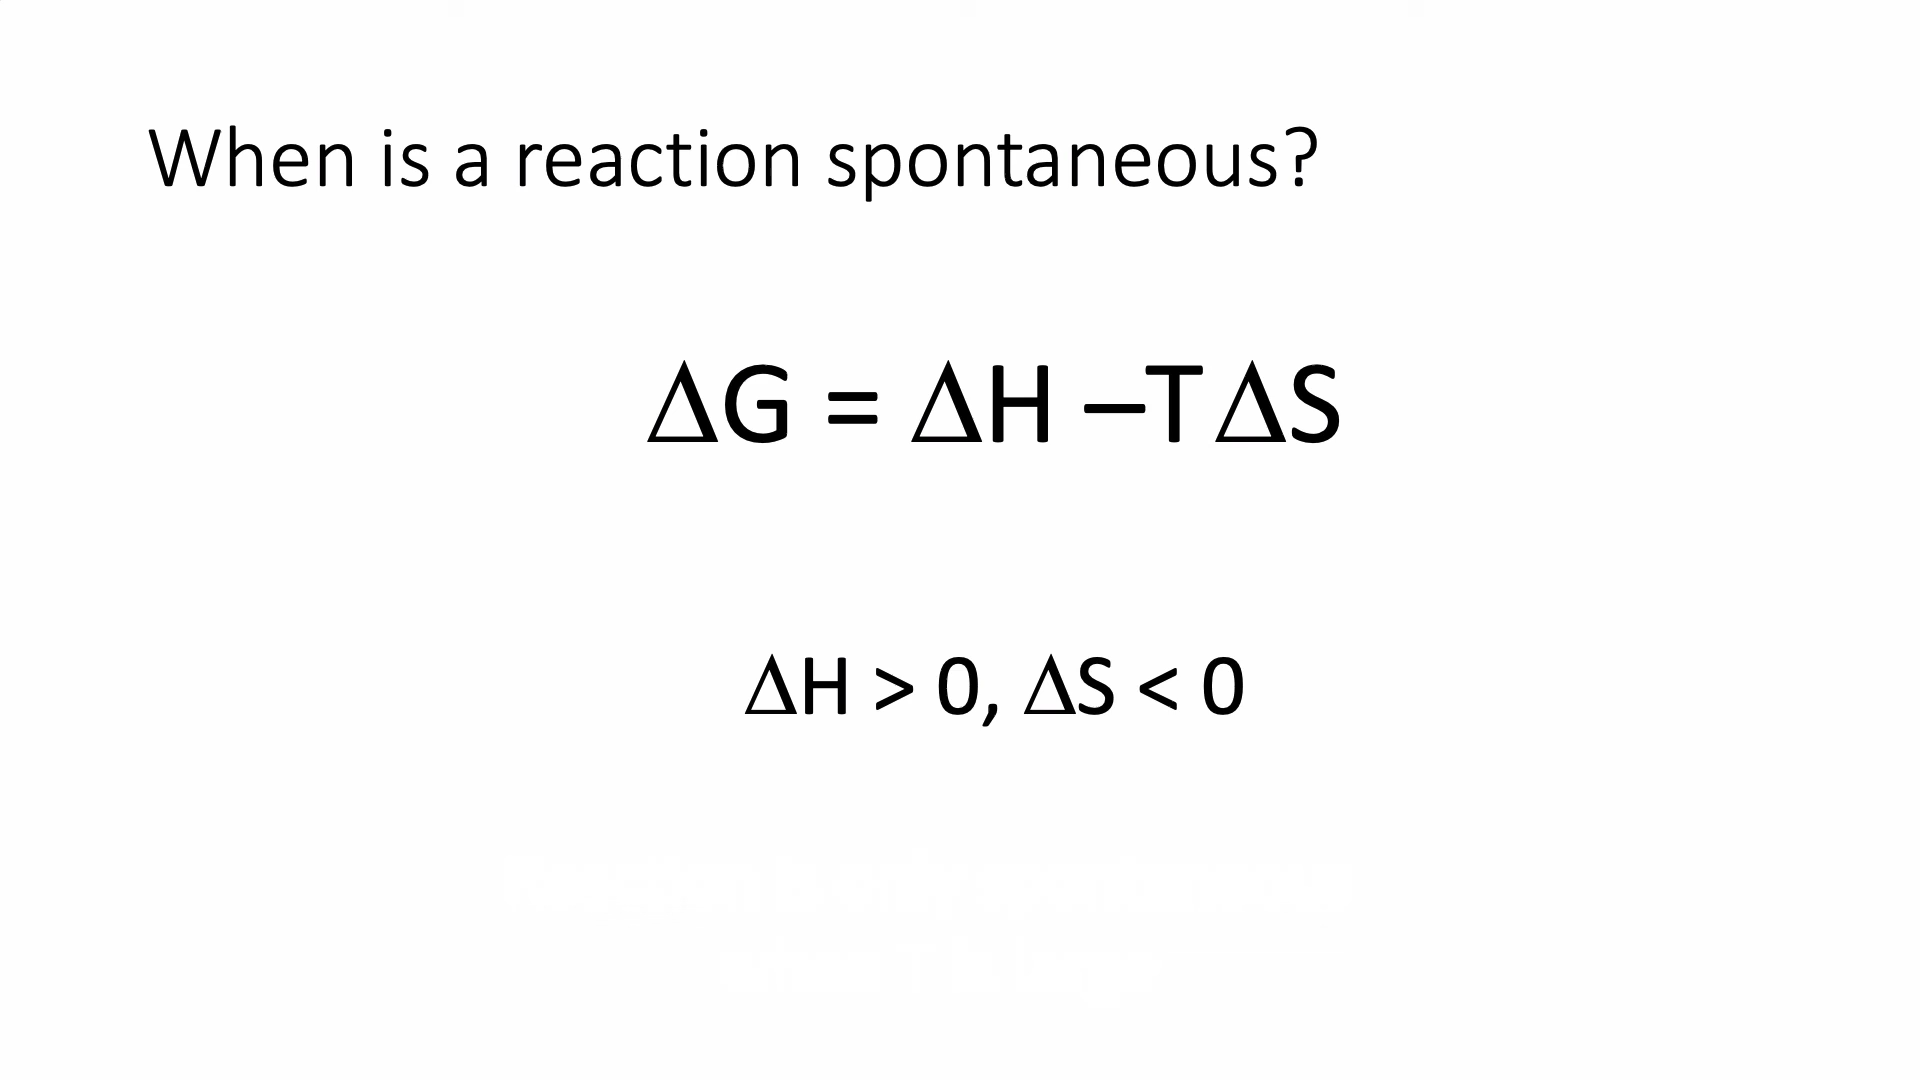 When is a reaction spontaneous?
ΔG = ΔH –TΔS
ΔH > 0, ΔS < 0